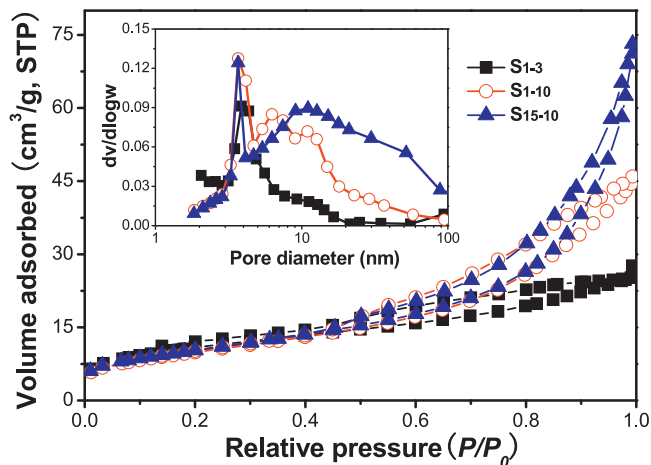 Volume adsorbed (cm³/g, STP)
75
60
45
30
15
0
0.0 0.2 0.4 0.6 0.8 1.0
Relative pressure (P/P₀)
dv/dlogw
0.15
0.12
0.09
0.06
0.03
0.00
1 10 100
Pore diameter (nm)
S1-3
S1-10
S15-10